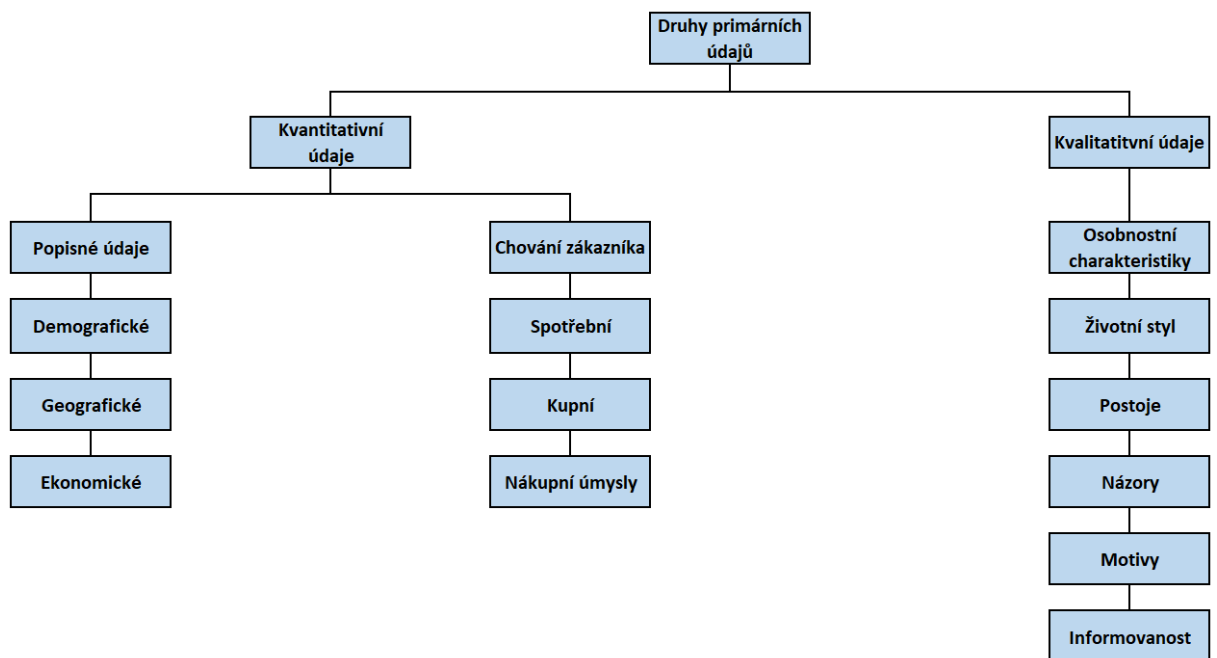 Druhy primárních
údajů
Kvantitativní
údaje
Kvalitatitvní údaje
Popisné údaje
Chování zákazníka
Osobnostní
charakteristiky
Demografické
Spotřební
Životní styl
Geografické
Kupní
Postoje
Ekonomické
Nákupní úmysly
Názory
Motivy
Informovanost